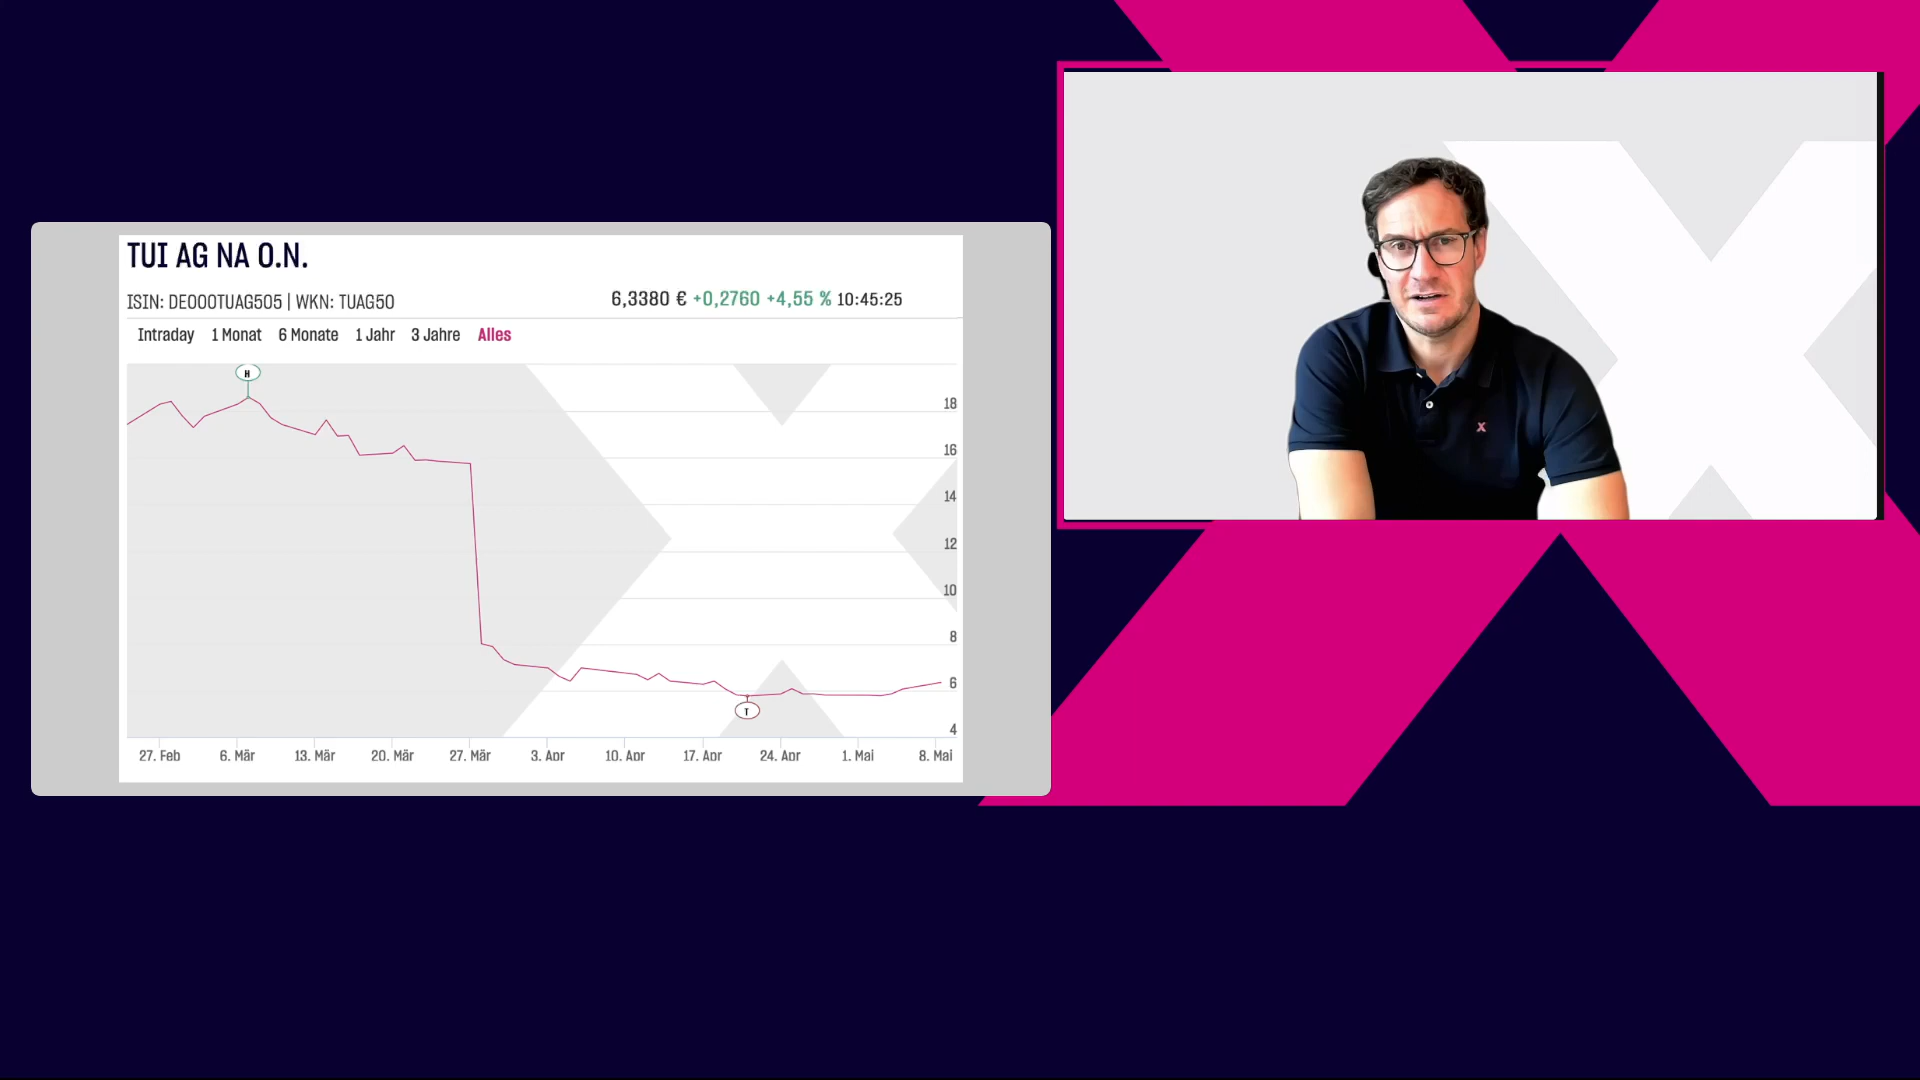 TUI AG NA O.N.
ISIN: DE000TUAG505 | WKN: TUAG50
6,3380 € +0,2760 +4,55 % 10:45:25
Intraday 1 Monat 6 Monate 1 Jahr 3 Jahre Alles
H
18
16
14
12
10
8
6
T
4
27. Feb 6. Mär 13. Mär 20. Mär 27. Mär 3. Apr 10. Apr 17. Apr 24. Apr 1. Mai 8. Mai
X